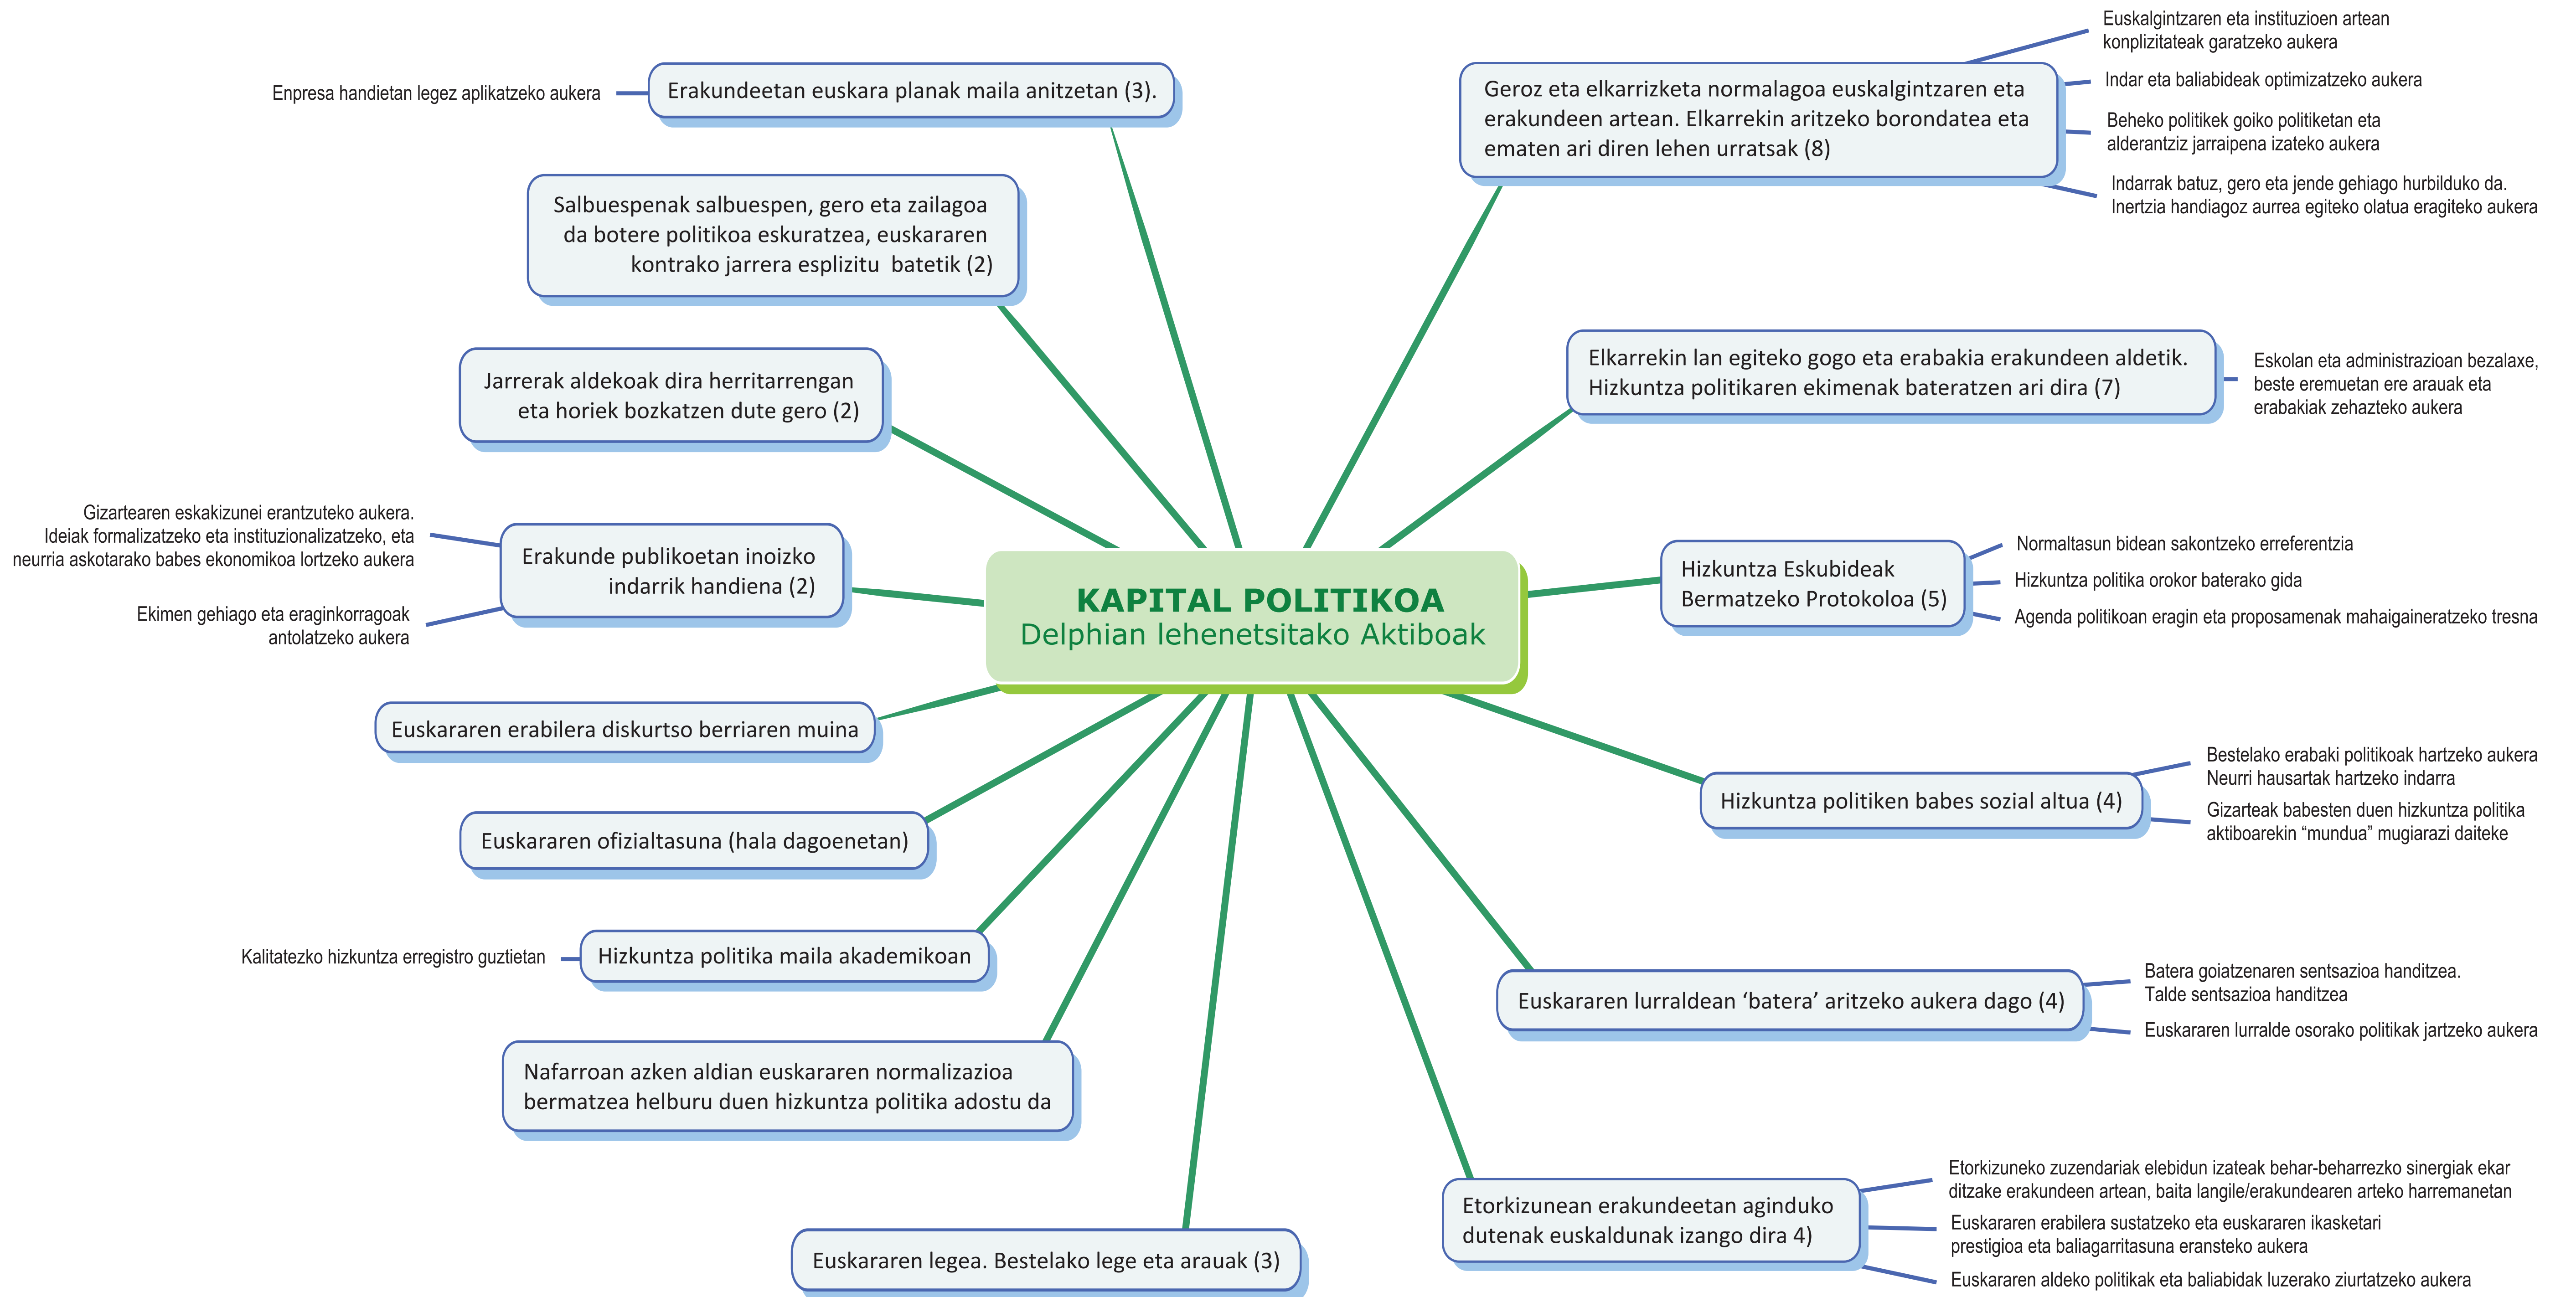 KAPITAL POLITIKOA
Delphian lehenetsitako Aktiboak
Euskalgintzaren eta instituzioen artean
konplizitateak garatzeko aukera
Geroz eta elkarrizketa normalagoa euskalgintzaren eta
erakundeen artean. Elkarrekin aritzeko borondatea eta
ematen ari diren lehen urratsak (8)
Indar eta baliabideak optimizatzeko aukera
Beheko politikek goiko politiketan eta
alderantziz jarraipena izateko aukera
Indarrak batuz, gero eta jende gehiago hurbilduko da.
Inertzia handiagoz aurrea egiteko olatua eragiteko aukera
Elkarrekin lan egiteko gogo eta erabakia erakundeen aldetik.
Hizkuntza politikaren ekimenak bateratzen ari dira (7)
Eskolan eta administrazioan bezalaxe,
beste eremuetan ere arauak eta
erabakiak zehazteko aukera
Hizkuntza Eskubideak
Bermatzeko Protokoloa (5)
Normaltasun bidean sakontzeko erreferentzia
Hizkuntza politika orokor baterako gida
Agenda politikoan eragin eta proposamenak mahaigaineratzeko tresna
Hizkuntza politiken babes sozial altua (4)
Bestelako erabaki politikoak hartzeko aukera
Neurri hausartak hartzeko indarra
Gizarteak babesten duen hizkuntza politika
aktiboarekin “mundua” mugiarazi daiteke
Euskararen lurraldean ‘batera’ aritzeko aukera dago (4)
Batera goiatzenaren sentsazioa handitzea.
Talde sentsazioa handitzea
Euskararen lurralde osorako politikak jartzeko aukera
Etorkizunean erakundeetan aginduko
dutenak euskaldunak izango dira 4)
Etorkizuneko zuzendariak elebidun izateak behar-beharrezko sinergiak ekar
ditzake erakundeen artean, baita langile/erakundearen arteko harremanetan
Euskararen erabilera sustatzeko eta euskararen ikasketari
prestigioa eta baliagarritasuna eransteko aukera
Euskararen aldeko politikak eta baliabidak luzerako ziurtatzeko aukera
Euskararen legea. Bestelako lege eta arauak (3)
Nafarroan azken aldian euskararen normalizazioa
bermatzea helburu duen hizkuntza politika adostu da
Hizkuntza politika maila akademikoan
Kalitatezko hizkuntza erregistro guztietan
Euskararen ofizialtasuna (hala dagoenetan)
Euskararen erabilera diskurtso berriaren muina
Erakunde publikoetan inoizko
indarrik handiena (2)
Gizartearen eskakizunei erantzuteko aukera.
Ideiak formalizatzeko eta instituzionalizatzeko, eta
neurria askotarako babes ekonomikoa lortzeko aukera
Ekimen gehiago eta eraginkorragoak
antolatzeko aukera
Jarrerak aldekoak dira herritarrengan
eta horiek bozkatzen dute gero (2)
Salbuespenak salbuespen, gero eta zailagoa
da botere politikoa eskuratzea, euskararen
kontrako jarrera esplizitu batetik (2)
Erakundeetan euskara planak maila anitzetan (3).
Enpresa handietan legez aplikatzeko aukera